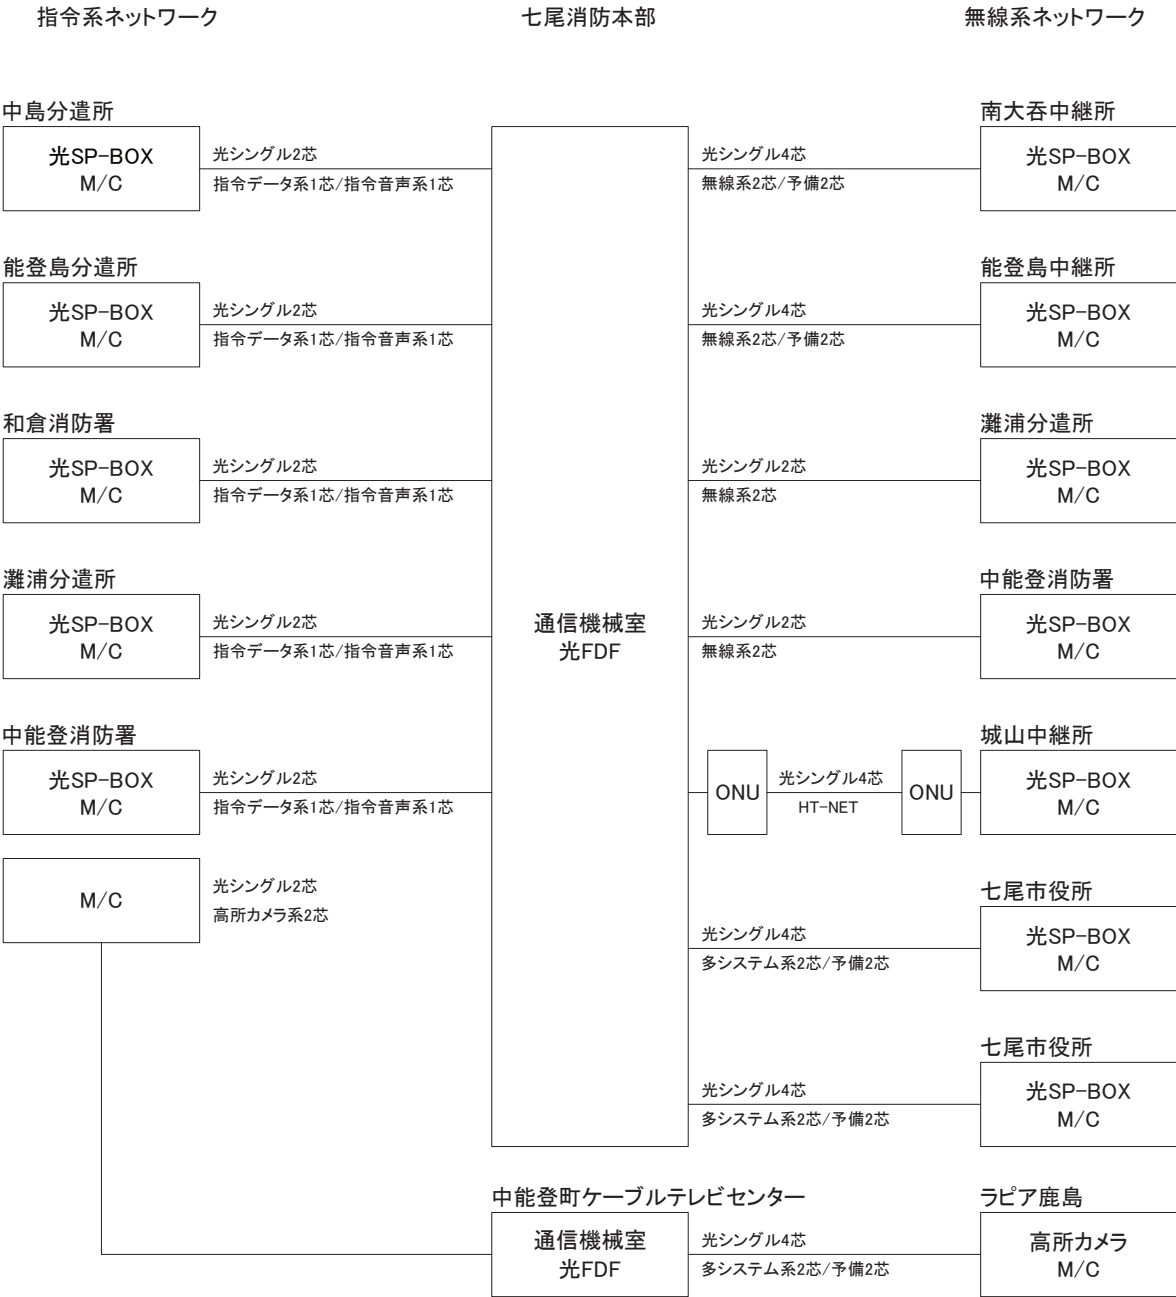 指令系ネットワーク
七尾消防本部
無線系ネットワーク
中島分遣所
光SP-BOX
M/C
光シングル2芯
指令データ系1芯/指令音声系1芯
能登島分遣所
光SP-BOX
M/C
光シングル2芯
指令データ系1芯/指令音声系1芯
和倉消防署
光SP-BOX
M/C
光シングル2芯
指令データ系1芯/指令音声系1芯
灘浦分遣所
光SP-BOX
M/C
光シングル2芯
指令データ系1芯/指令音声系1芯
中能登消防署
光SP-BOX
M/C
光シングル2芯
指令データ系1芯/指令音声系1芯
M/C
光シングル2芯
高所カメラ系2芯
通信機械室
光FDF
南大呑中継所
光シングル4芯
無線系2芯/予備2芯
光SP-BOX
M/C
能登島中継所
光シングル4芯
無線系2芯/予備2芯
光SP-BOX
M/C
灘浦分遣所
光シングル2芯
無線系2芯
光SP-BOX
M/C
中能登消防署
光シングル2芯
無線系2芯
光SP-BOX
M/C
城山中継所
ONU
光シングル4芯
HT-NET
ONU
光SP-BOX
M/C
七尾市役所
光シングル4芯
多システム系2芯/予備2芯
光SP-BOX
M/C
七尾市役所
光シングル4芯
多システム系2芯/予備2芯
光SP-BOX
M/C
中能登町ケーブルテレビセンター
通信機械室
光FDF
光シングル4芯
多システム系2芯/予備2芯
ラピア鹿島
高所カメラ
M/C